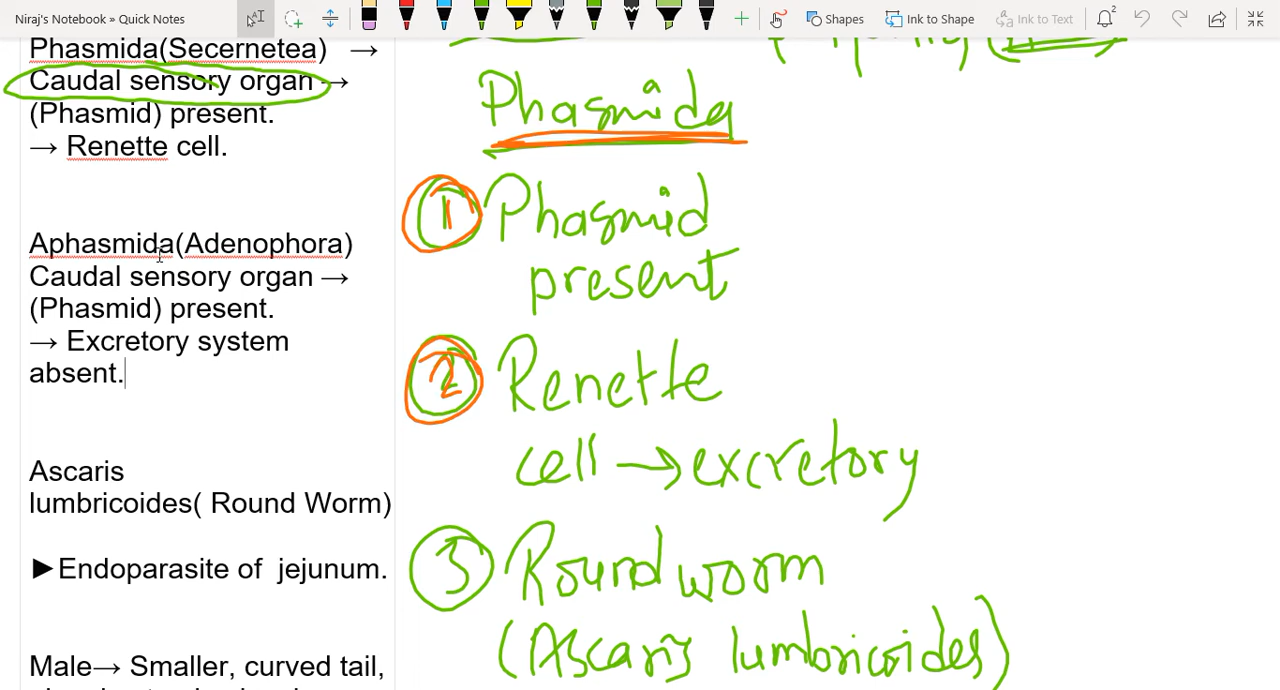 Niraj's Notebook » Quick Notes
Shapes
Ink to Shape
Ink to Text
2
Phasmida(Secernetea) →
Caudal sensory organ →
(Phasmid) present.
→ Renette cell.
Aphasmida(Adenophora)
Caudal sensory organ →
(Phasmid) present.
→ Excretory system
absent.
Ascaris
lumbricoides( Round Worm)
►Endoparasite of jejunum.
Male→ Smaller, curved tail,
Phasmida
1 Phasmid
present
2 Renette
cell → excretory
3 Round worm
(Ascaris lumbricoides)